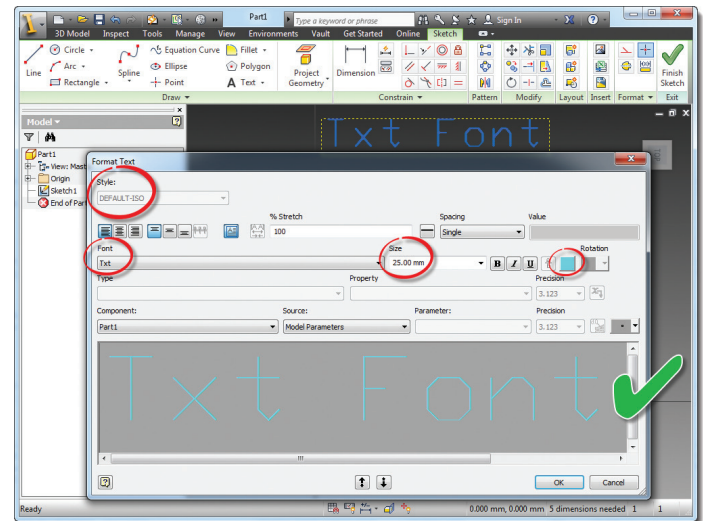 Part1
Type a keyword or phrase
Sign In
3D Model Inspect Tools Manage View Environments Vault Get Started Online Sketch
Line
Circle
Arc
Rectangle
Spline
Equation Curve
Ellipse
Point
Fillet
Polygon
A Text
Project Geometry
Dimension
Finish Sketch
Draw Constrain Pattern Modify Layout Insert Format Exit
Model
Part1
View: Mast
Origin
Sketch1
End of Par
Txt Font
Format Text
Style:
DEFAULT-ISO
% Stretch Spacing Value
100 Single
Font Size Rotation
Txt 25.00 mm B I U
Type Property Precision
3.123
Component: Source: Parameter: Precision
Part1 Model Parameters 3.123
Txt Font
OK Cancel
Ready 0.000 mm, 0.000 mm 5 dimensions needed 1 1